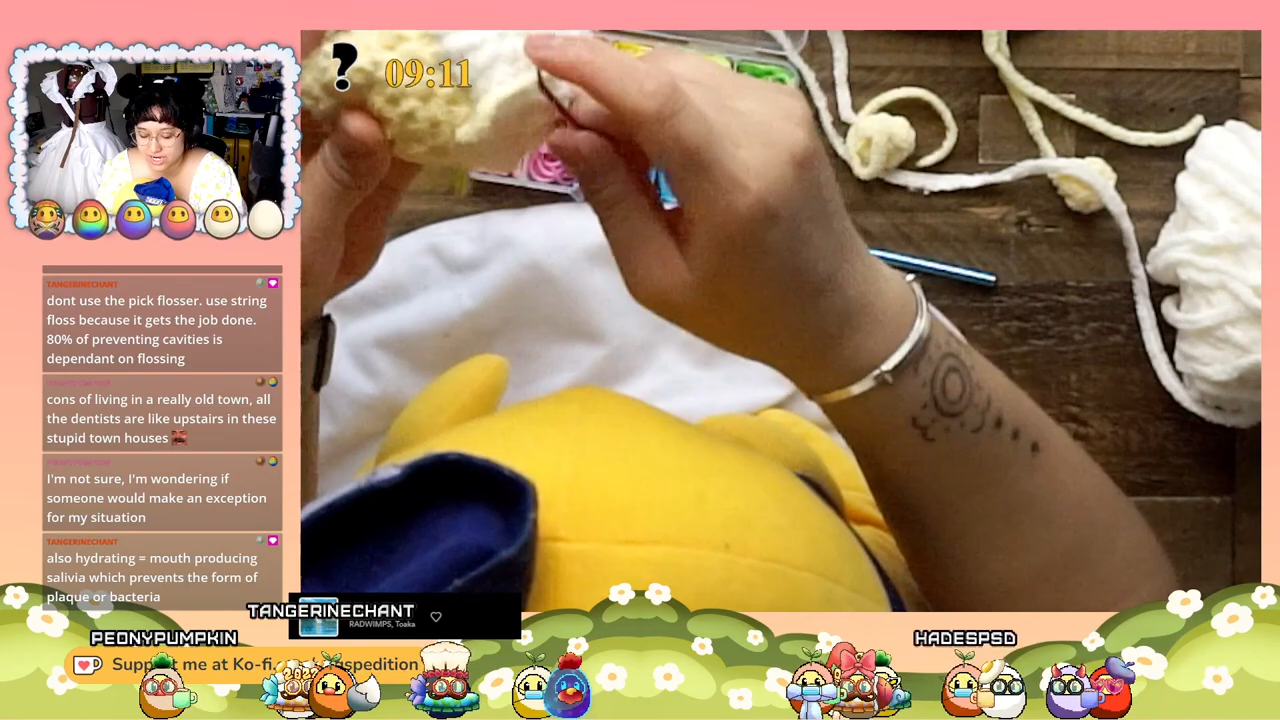 ?
09:11
TANGERINECHANT
dont use the pick flosser. use string
floss because it gets the job done.
80% of preventing cavities is
dependant on flossing
cons of living in a really old town, all
the dentists are like upstairs in these
stupid town houses
I'm not sure, I'm wondering if
someone would make an exception
for my situation
TANGERINECHANT
also hydrating = mouth producing
salivia which prevents the form of
plaque or bacteria
TANGERINECHANT
RADWIMPS, Toaka
PEONYPUMPKIN
HADESPSD
Support me at Ko-fi.